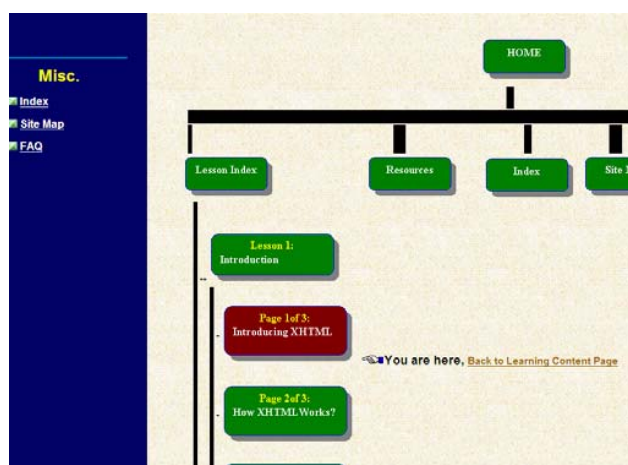 Misc.
Index
Site Map
FAQ
HOME
Lesson Index
Resources
Index
Site
Lesson 1:
Introduction
Page 1of 3:
Introducing XHTML
You are here, Back to Learning Content Page
Page 2of 3:
How XHTML Works?